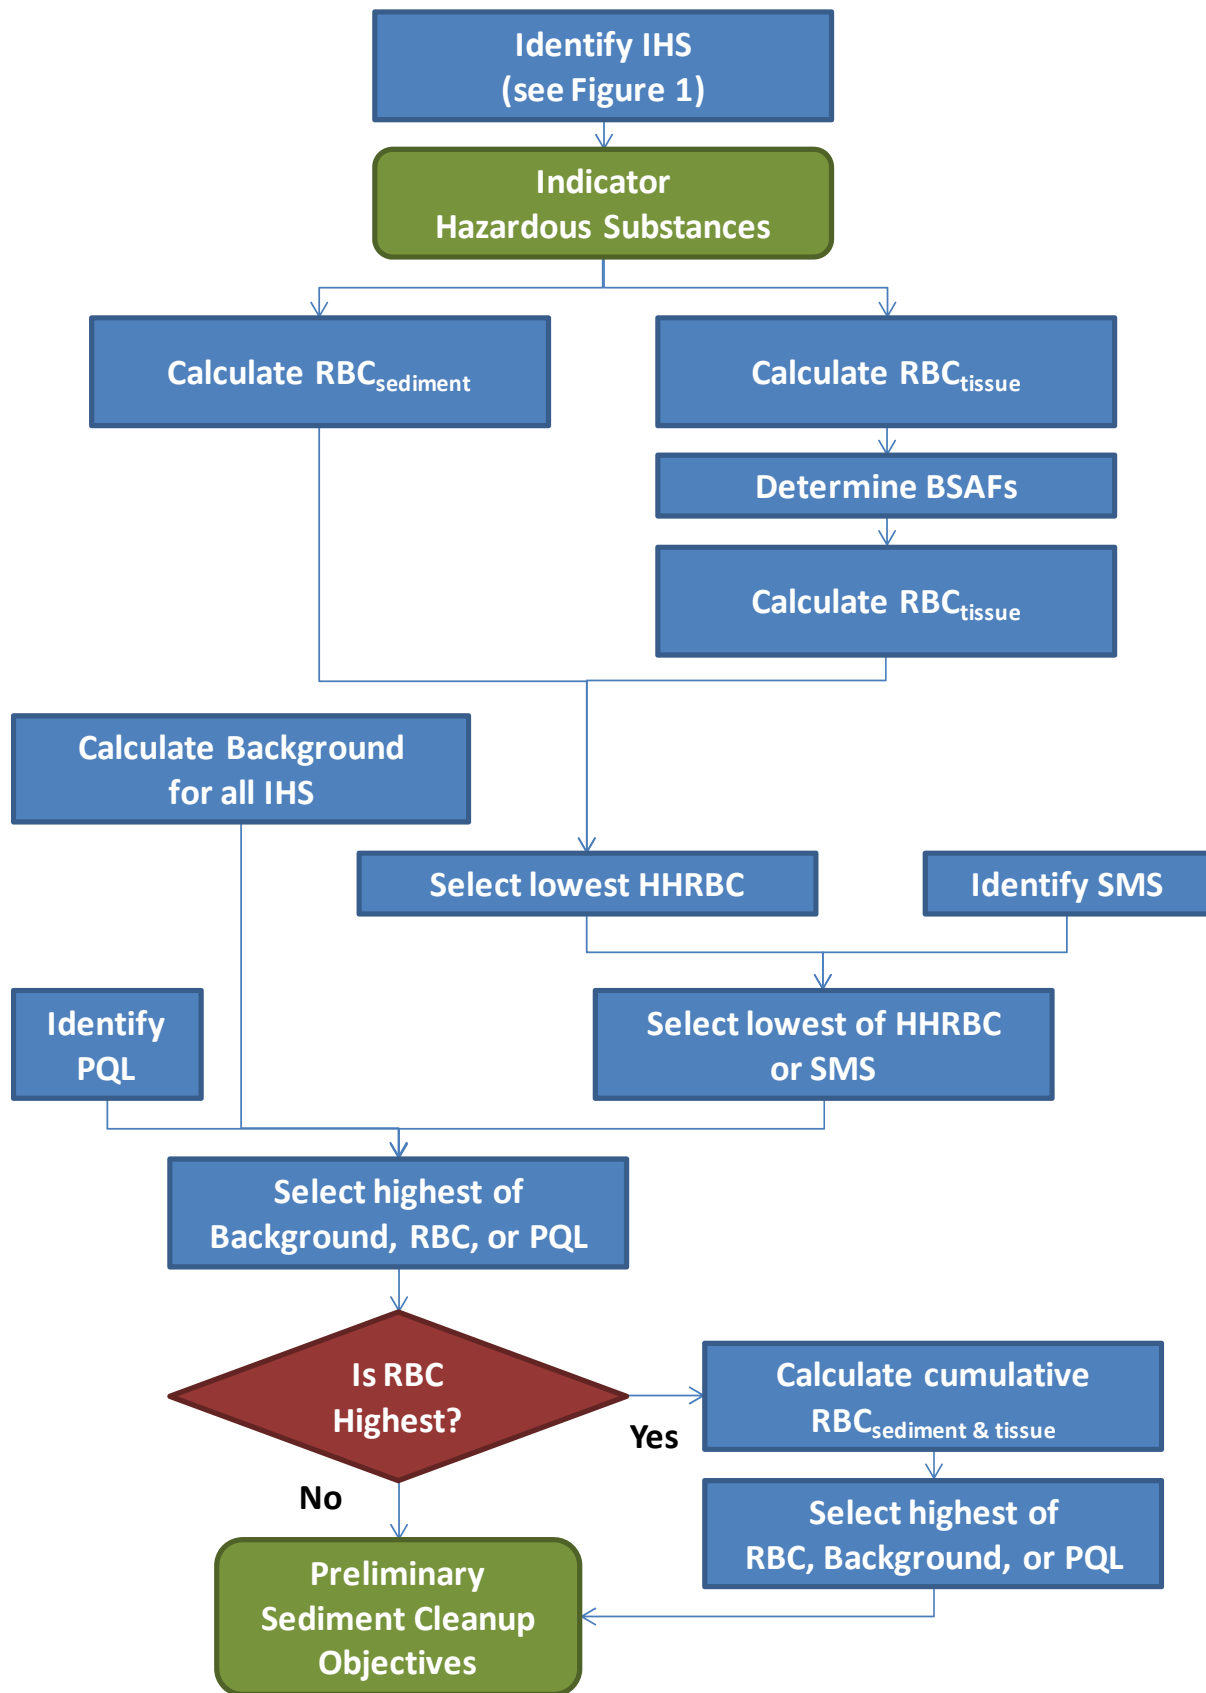 Identify IHS
(see Figure 1)
Indicator
Hazardous Substances
Calculate RBCsediment
Calculate RBCtissue
Determine BSAFs
Calculate RBCtissue
Calculate Background
for all IHS
Select lowest HHRBC
Identify SMS
Identify
PQL
Select lowest of HHRBC
or SMS
Select highest of
Background, RBC, or PQL
Is RBC
Highest?
Yes
No
Calculate cumulative
RBCsediment & tissue
Select highest of
RBC, Background, or PQL
Preliminary
Sediment Cleanup
Objectives